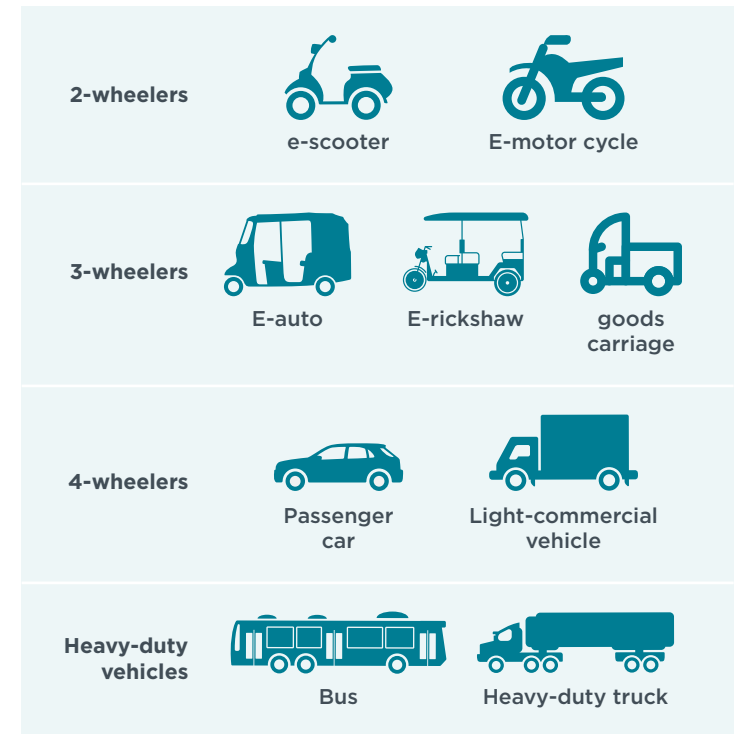 2-wheelers
e-scooter
E-motor cycle
3-wheelers
E-auto
E-rickshaw
goods
carriage
4-wheelers
Passenger
car
Light-commercial
vehicle
Heavy-duty
vehicles
Bus
Heavy-duty truck